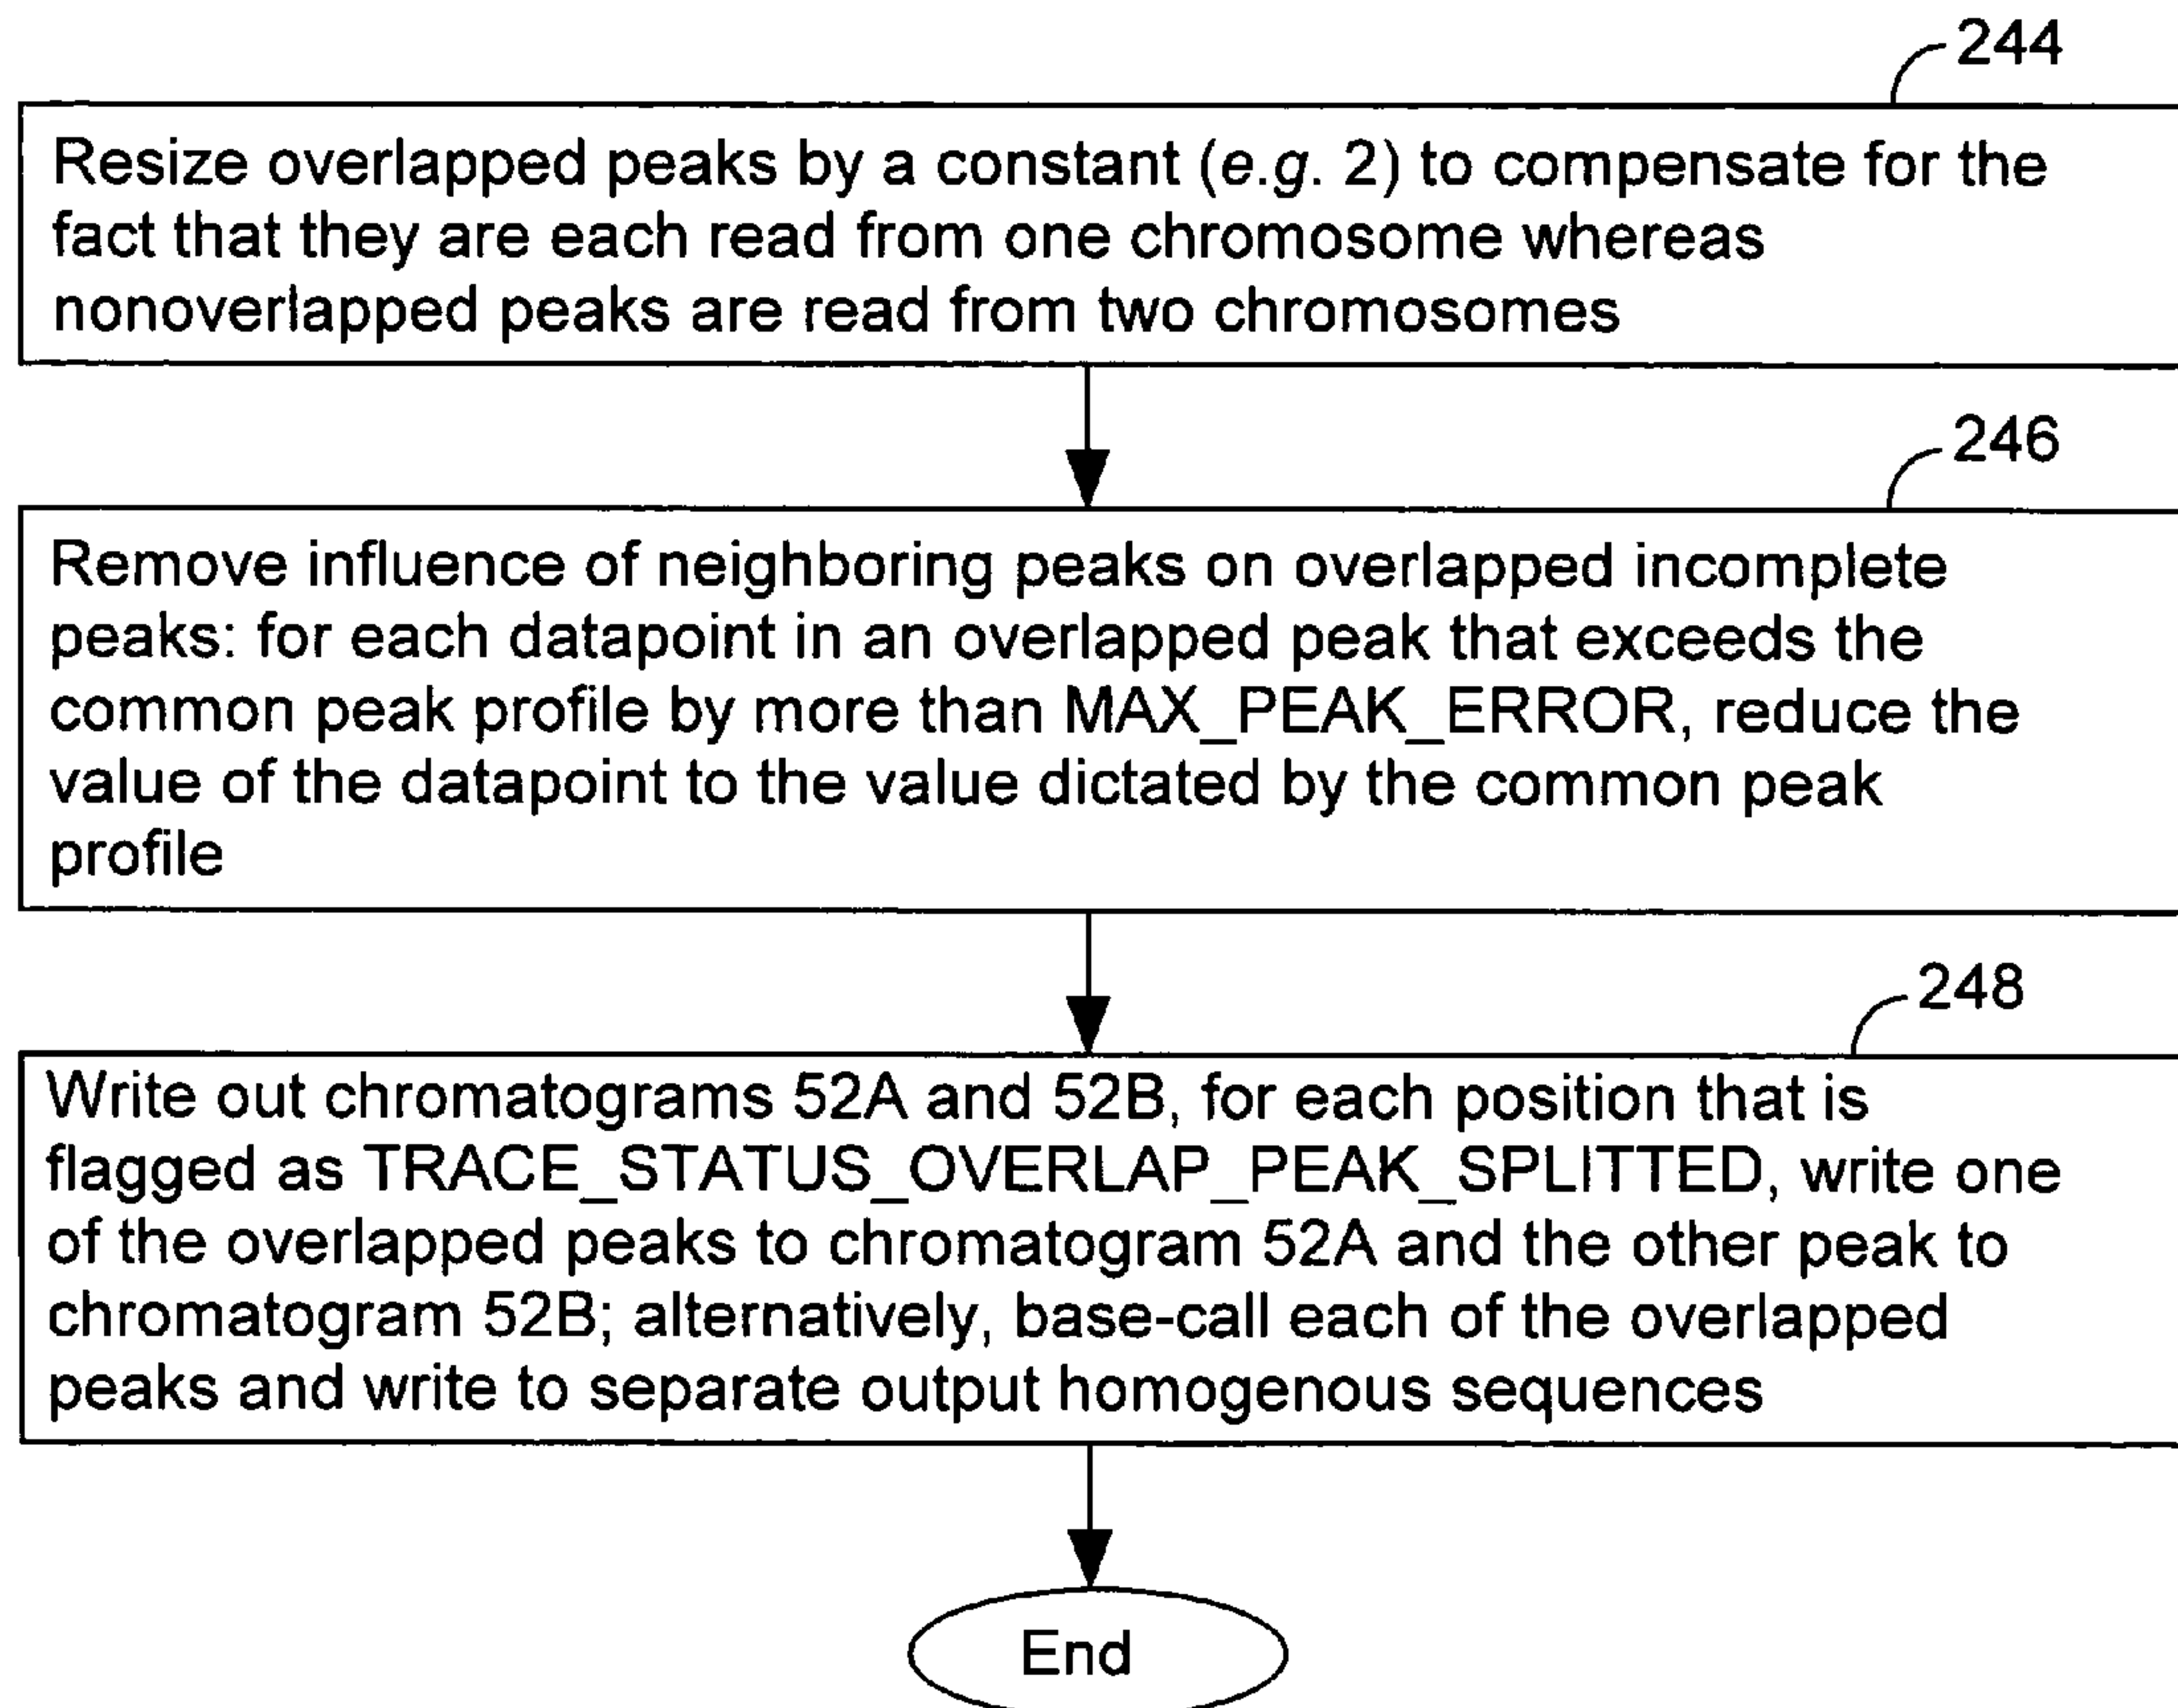 244
Resize overlapped peaks by a constant (e.g. 2) to compensate for the
fact that they are each read from one chromosome whereas
nonoverlapped peaks are read from two chromosomes
246
Remove influence of neighboring peaks on overlapped incomplete
peaks: for each datapoint in an overlapped peak that exceeds the
common peak profile by more than MAX_PEAK_ERROR, reduce the
value of the datapoint to the value dictated by the common peak
profile
248
Write out chromatograms 52A and 52B, for each position that is
flagged as TRACE_STATUS_OVERLAP_PEAK_SPLITTED, write one
of the overlapped peaks to chromatogram 52A and the other peak to
chromatogram 52B; alternatively, base-call each of the overlapped
peaks and write to separate output homogenous sequences
End